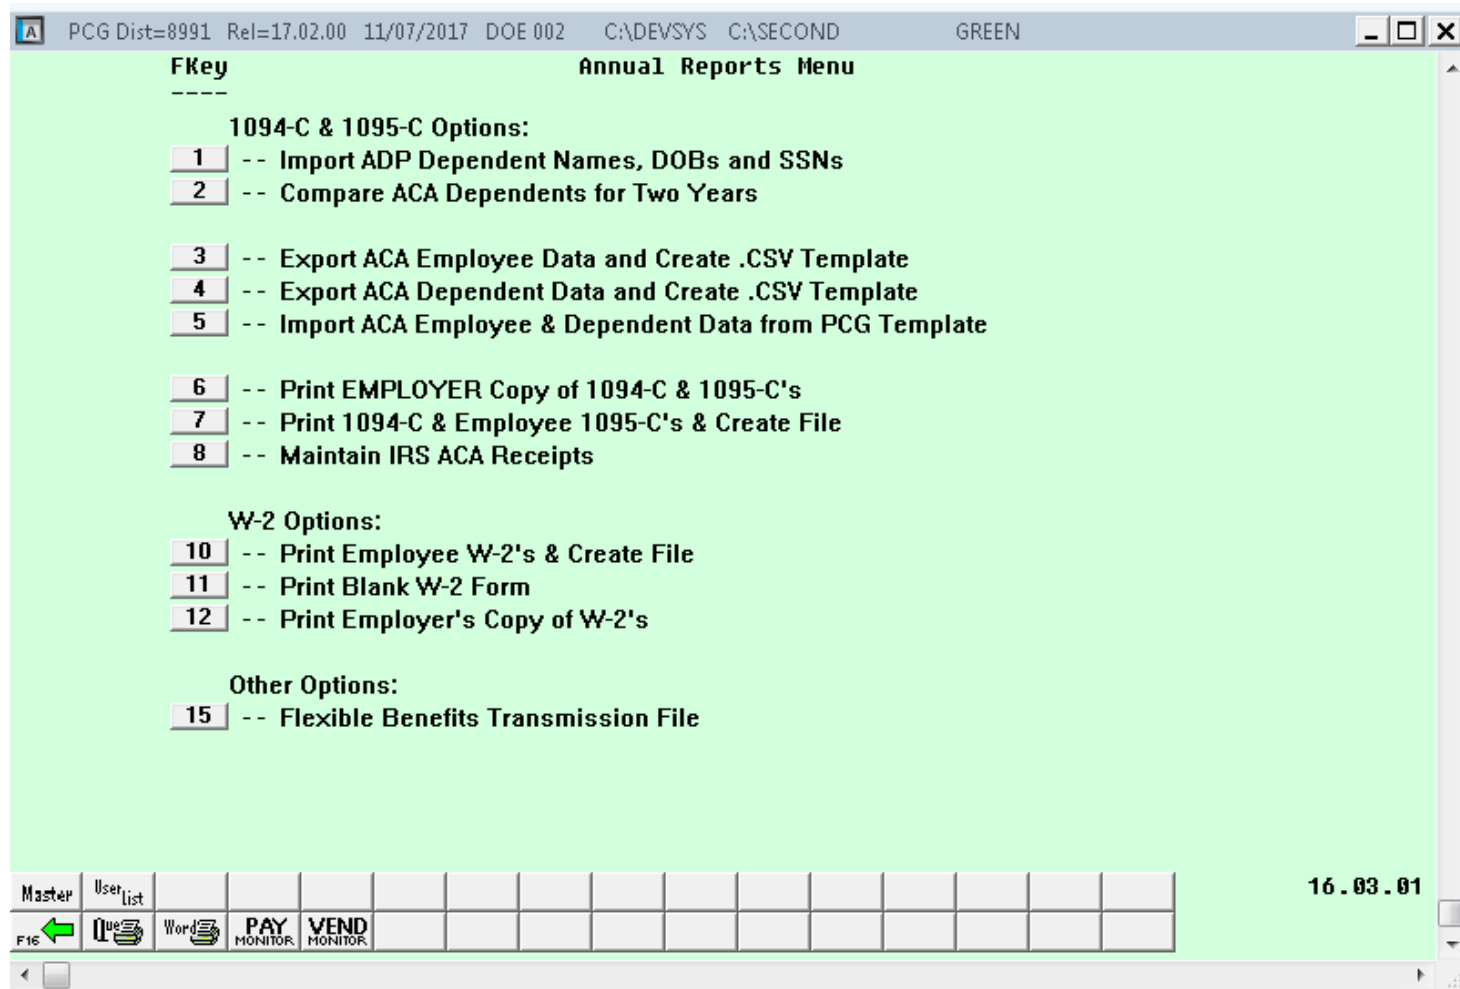 A PCG Dist=8991 Rel=17.02.00 11/07/2017 DOE 002 C:\DEVSYS C:\SECOND GREEN
FKey Annual Reports Menu
----
1094-C & 1095-C Options:
1 -- Import ADP Dependent Names, DOBs and SSNs
2 -- Compare ACA Dependents for Two Years
3 -- Export ACA Employee Data and Create .CSV Template
4 -- Export ACA Dependent Data and Create .CSV Template
5 -- Import ACA Employee & Dependent Data from PCG Template
6 -- Print EMPLOYER Copy of 1094-C & 1095-C's
7 -- Print 1094-C & Employee 1095-C's & Create File
8 -- Maintain IRS ACA Receipts
W-2 Options:
10 -- Print Employee W-2's & Create File
11 -- Print Blank W-2 Form
12 -- Print Employer's Copy of W-2's
Other Options:
15 -- Flexible Benefits Transmission File
Master User List 16.03.01
F16 Que Word PAY MONITOR VEND MONITOR